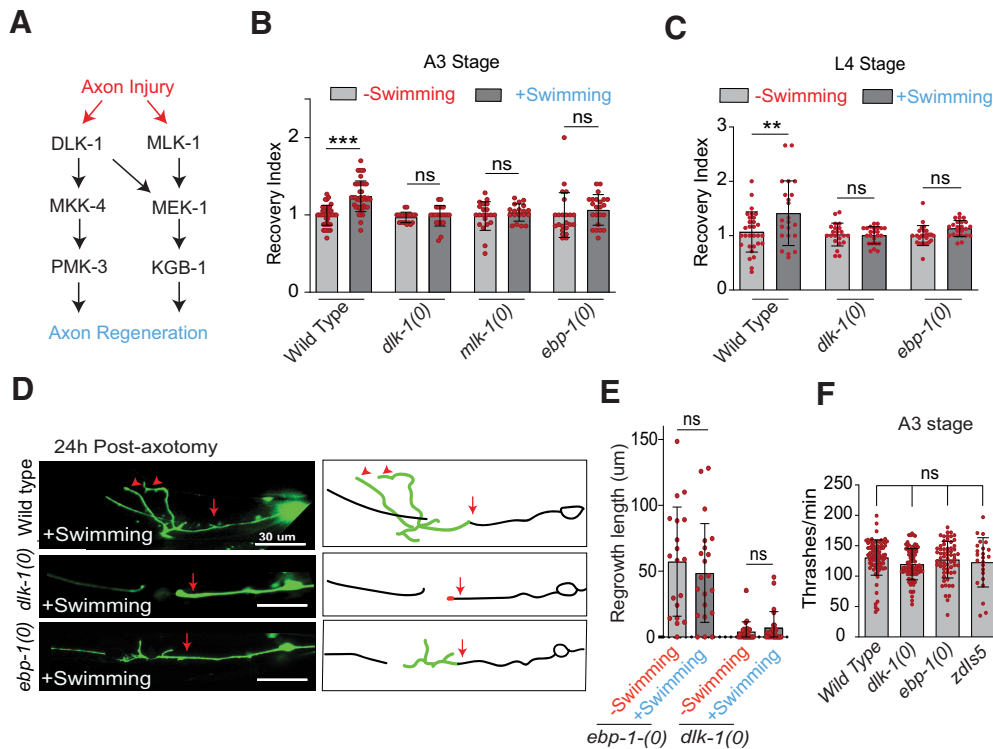 A
Axon Injury
DLK-1 MLK-1
MKK-4 MEK-1
PMK-3 KGB-1
Axon Regeneration
B
A3 Stage
-Swimming +Swimming
Recovery Index
2
1
0
*** ns ns ns
Wild Type dlk-1(0) mlk-1(0) ebp-1(0)
C
L4 Stage
-Swimming +Swimming
Recovery Index
3
2
1
0
** ns ns
Wild Type dlk-1(0) ebp-1(0)
D
24h Post-axotomy
Wild type
+Swimming 30 um
dlk-1(0)
+Swimming
ebp-1(0)
+Swimming
E
Regrowth length (um)
150
100
50
0
ns
ns
-Swimming +Swimming -Swimming +Swimming
ebp-1-(0) dlk-1(0)
F
A3 stage
Thrashes/min
250
200
150
100
50
0
ns
Wild Type dlk-1(0) ebp-1(0) zdIs5